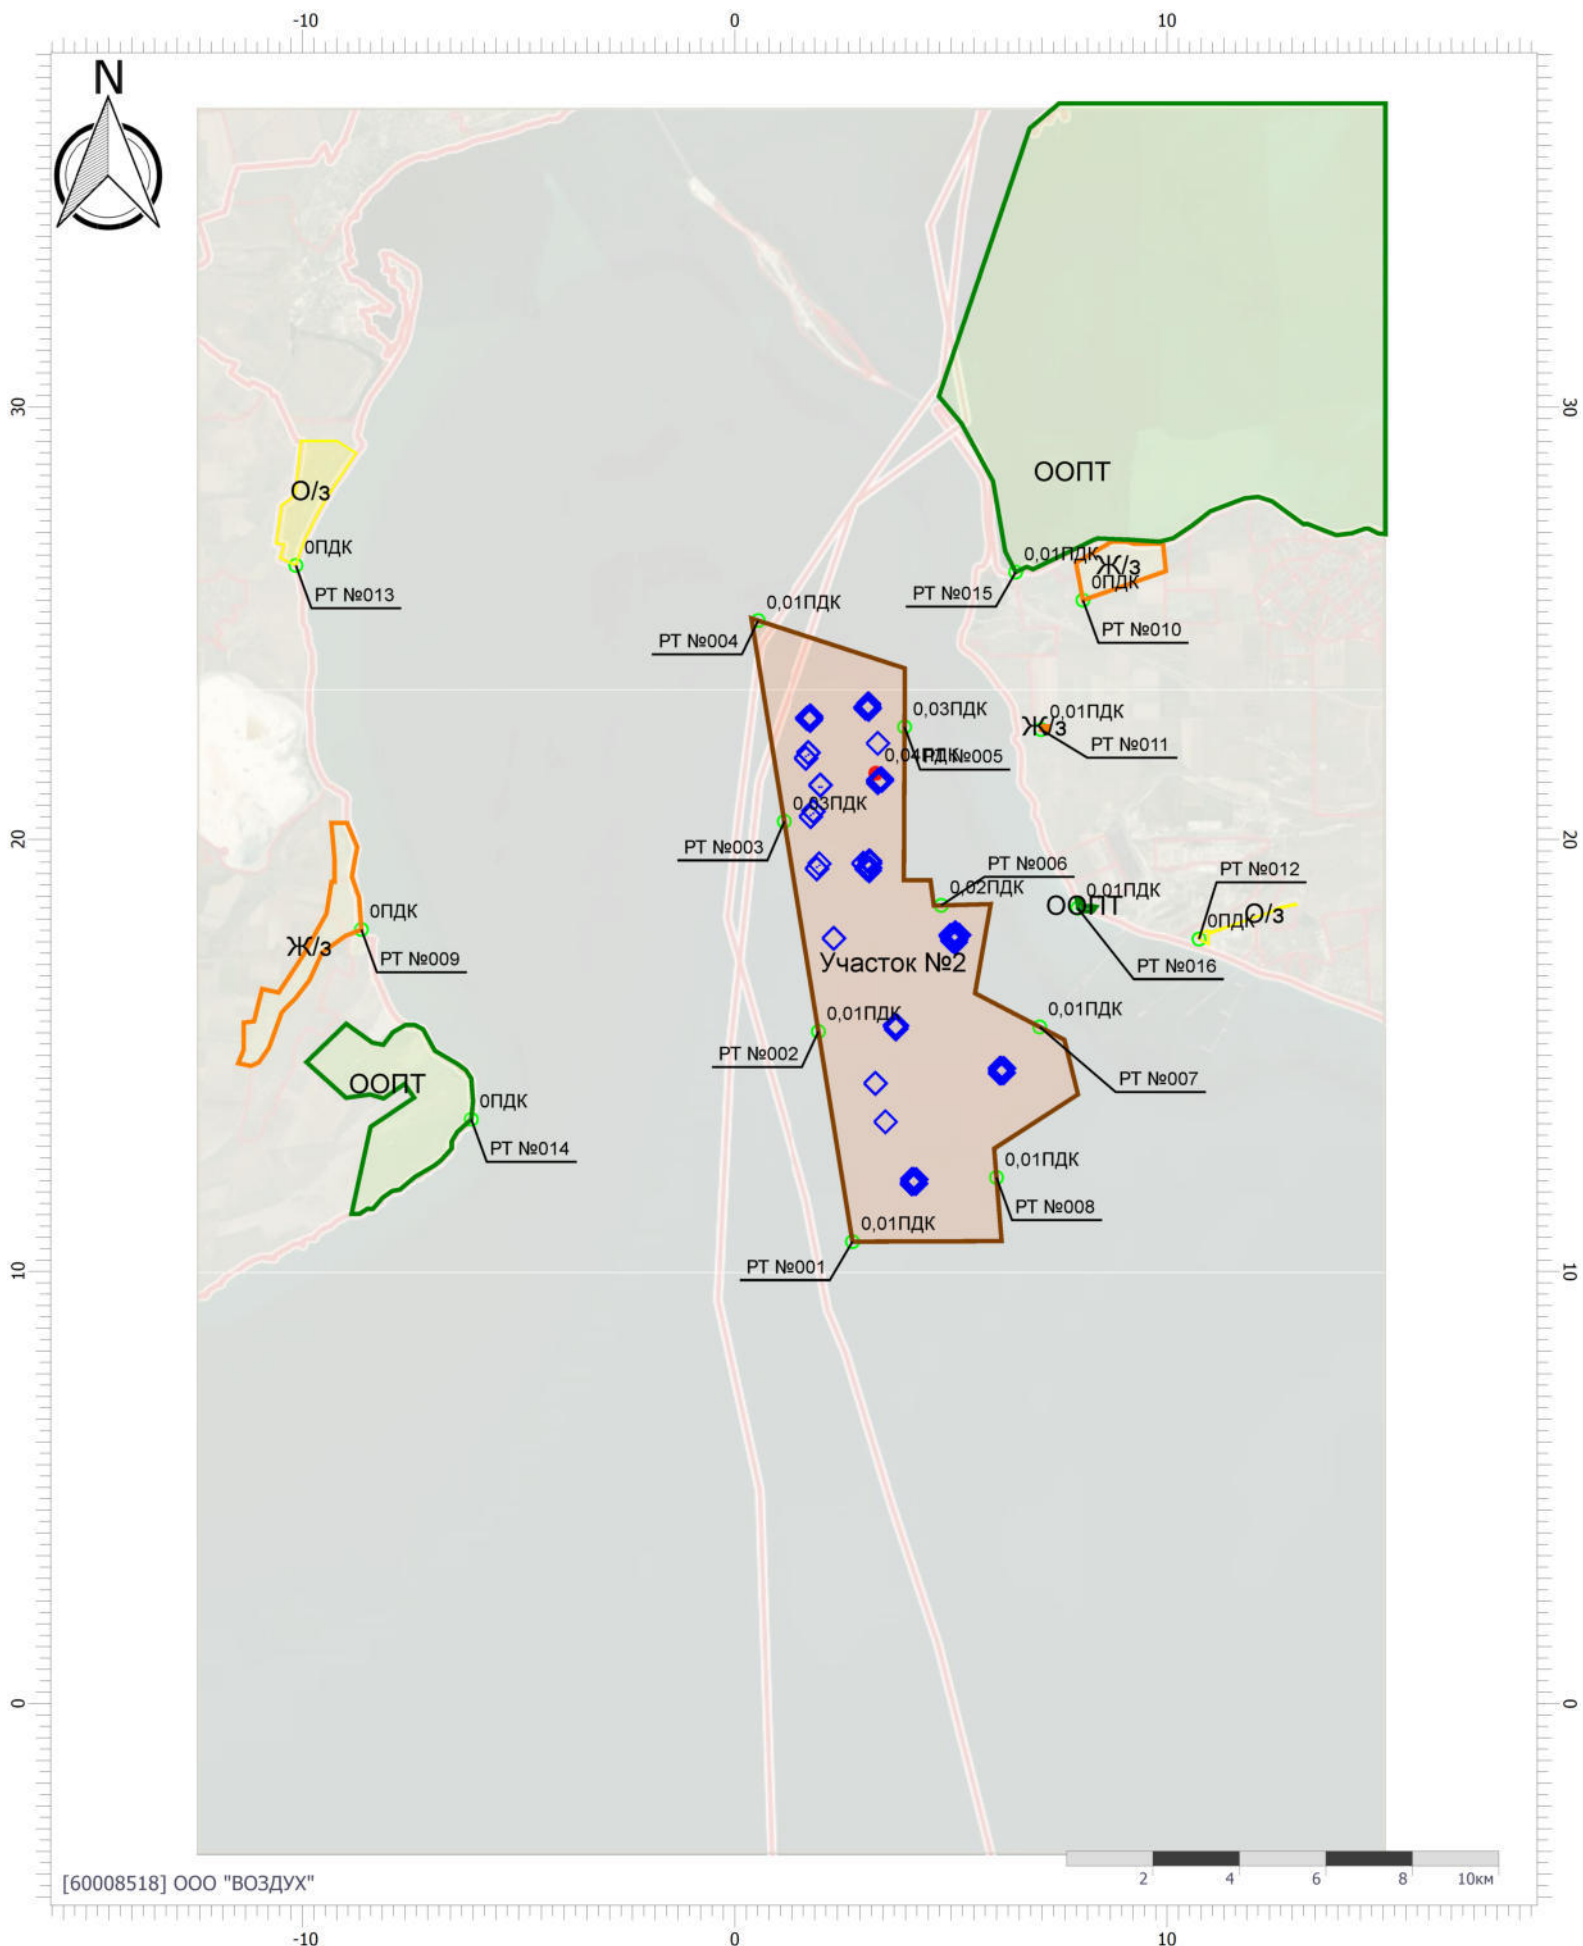 -10 0 10
N
30 30
ООПТ
О/з
0ПДК
0,01ПДК
Ж/з
0ПДК
РТ №013
РТ №015
0,01ПДК
РТ №010
РТ №004
0,03ПДК
0,01ПДК
Ж/з
РТ №011
0,04ПДК
РТ №005
0,03ПДК
20 20
РТ №003
РТ №006
РТ №012
0,02ПДК
0,01ПДК
ООПТ
О/з
0ПДК
0ПДК
Ж/з
РТ №009
Участок №2
РТ №016
0,01ПДК
0,01ПДК
РТ №002
РТ №007
ООПТ
0ПДК
РТ №014
0,01ПДК
РТ №008
0,01ПДК
РТ №001
10 10
0 0
2 4 6 8 10км
[60008518] ООО "ВОЗДУХ"
-10 0 10